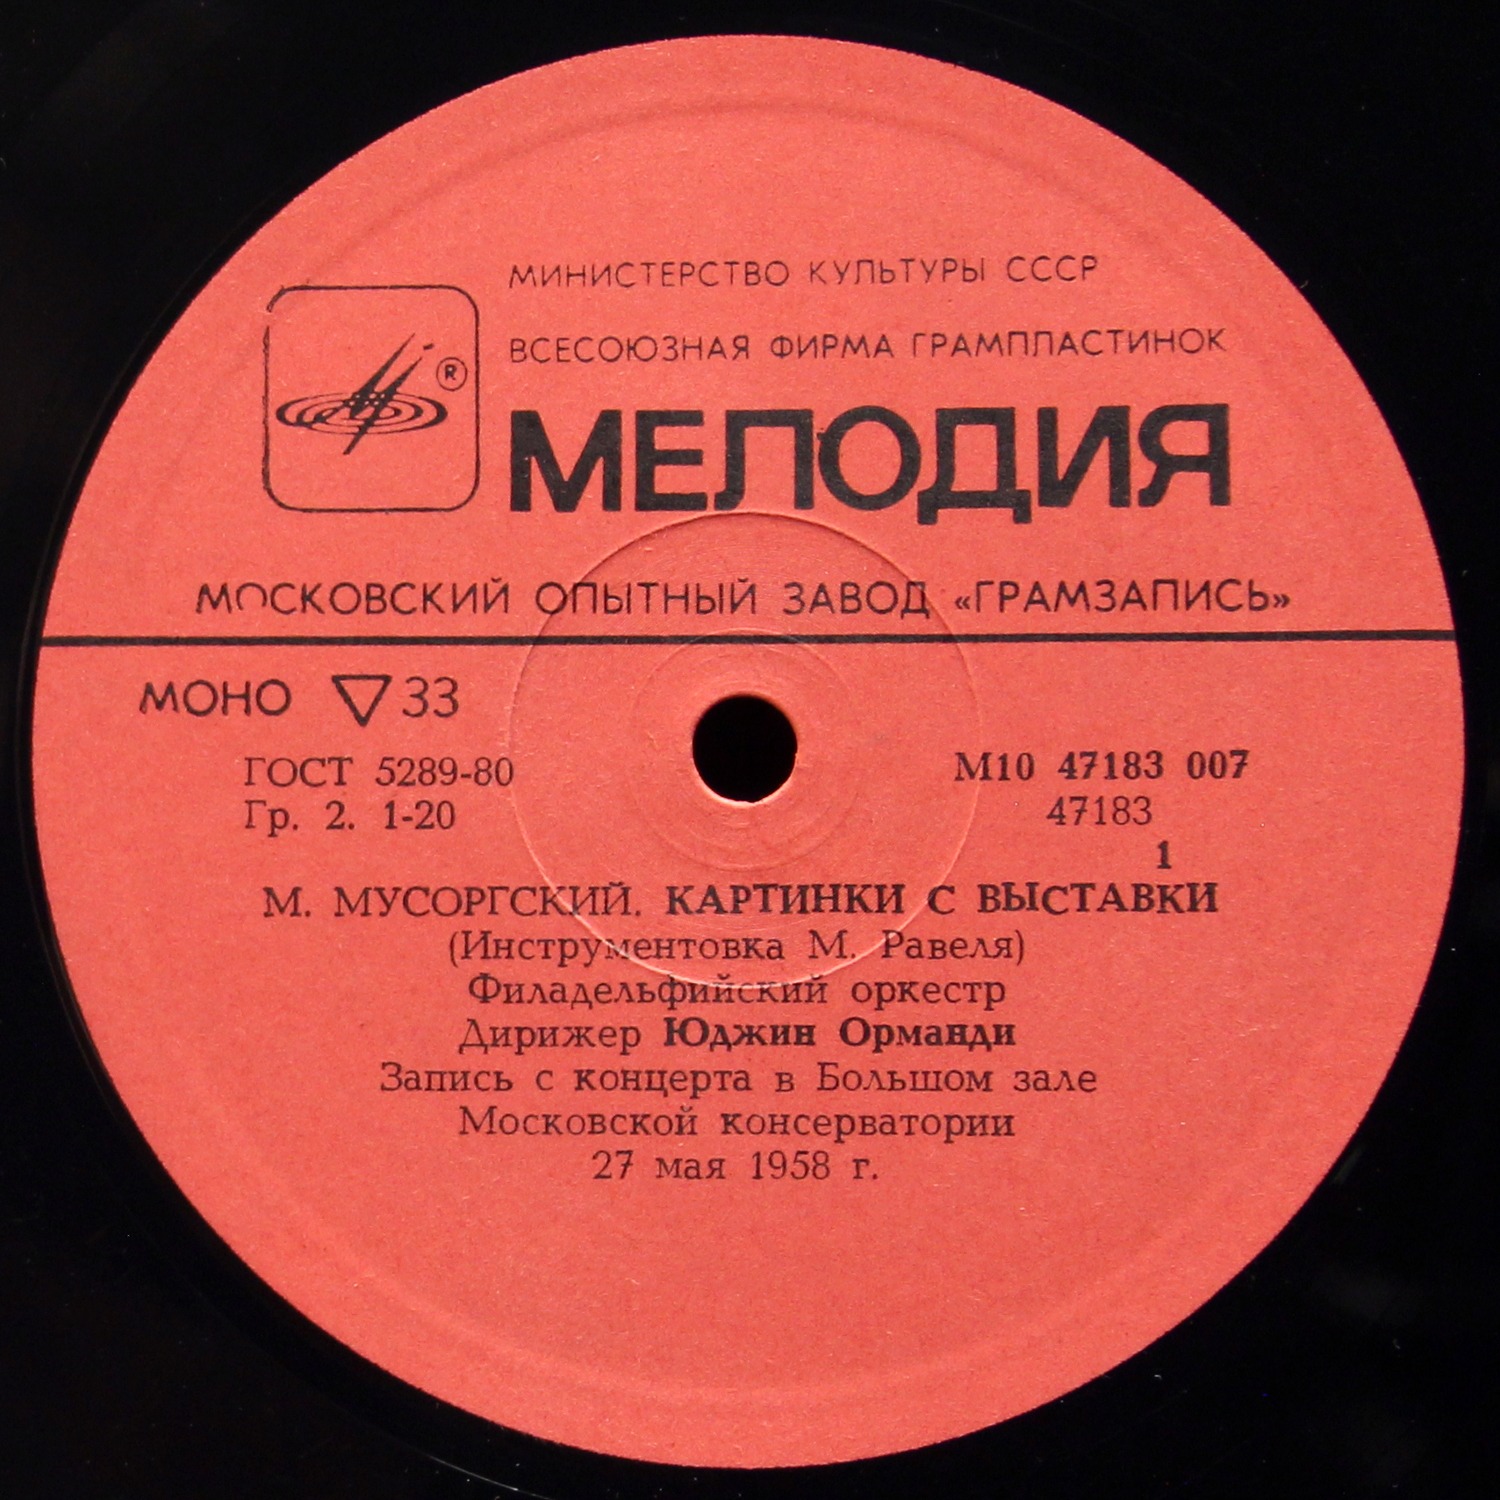 МИНИСТЕРСТВО КУЛЬТУРЫ СССР
ВСЕСОЮЗНАЯ ФИРМА ГРАМПЛАСТИНОК
®
МЕЛОДИЯ
МОСКОВСКИЙ ОПЫТНЫЙ ЗАВОД «ГРАМЗАПИСЬ»
МОНО ▽ 33
ГОСТ 5289-80
Гр. 2. 1-20
М10 47183 007
47183
1
М. МУСОРГСКИЙ. КАРТИНКИ С ВЫСТАВКИ
(Инструментовка М. Равеля)
Филадельфийский оркестр
Дирижер Юджин Орманди
Запись с концерта в Большом зале
Московской консерватории
27 мая 1958 г.